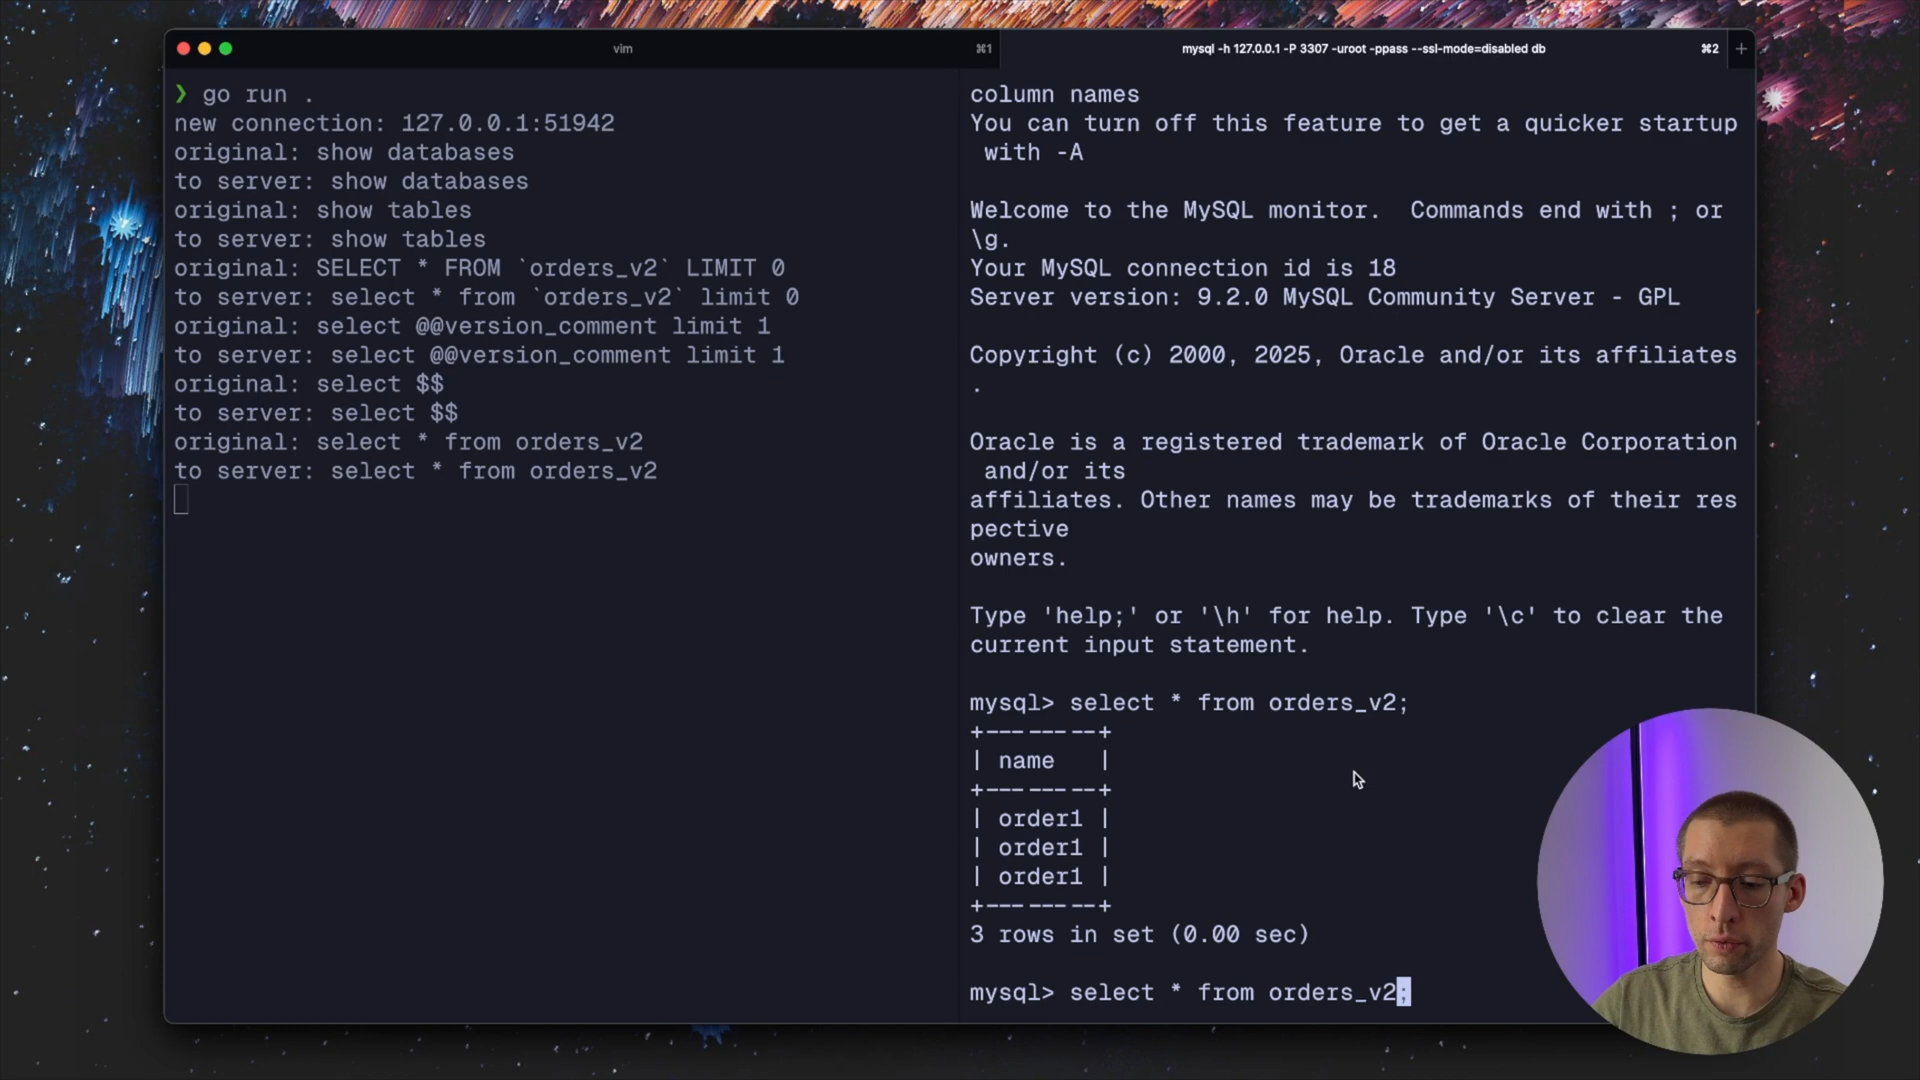 vim
⌘1
mysql -h 127.0.0.1 -P 3307 -uroot -ppass --ssl-mode=disabled db
⌘2
+
❯ go run .
new connection: 127.0.0.1:51942
original: show databases
to server: show databases
original: show tables
to server: show tables
original: SELECT * FROM `orders_v2` LIMIT 0
to server: select * from `orders_v2` limit 0
original: select @@version_comment limit 1
to server: select @@version_comment limit 1
original: select $$
to server: select $$
original: select * from orders_v2
to server: select * from orders_v2
column names
You can turn off this feature to get a quicker startup
with -A
Welcome to the MySQL monitor.  Commands end with ; or
\g.
Your MySQL connection id is 18
Server version: 9.2.0 MySQL Community Server - GPL
Copyright (c) 2000, 2025, Oracle and/or its affiliates
.
Oracle is a registered trademark of Oracle Corporation
and/or its
affiliates. Other names may be trademarks of their res
pective
owners.
Type 'help;' or '\h' for help. Type '\c' to clear the
current input statement.
mysql> select * from orders_v2;
+--------+
| name   |
+--------+
| order1 |
| order1 |
| order1 |
+--------+
3 rows in set (0.00 sec)
mysql> select * from orders_v2;